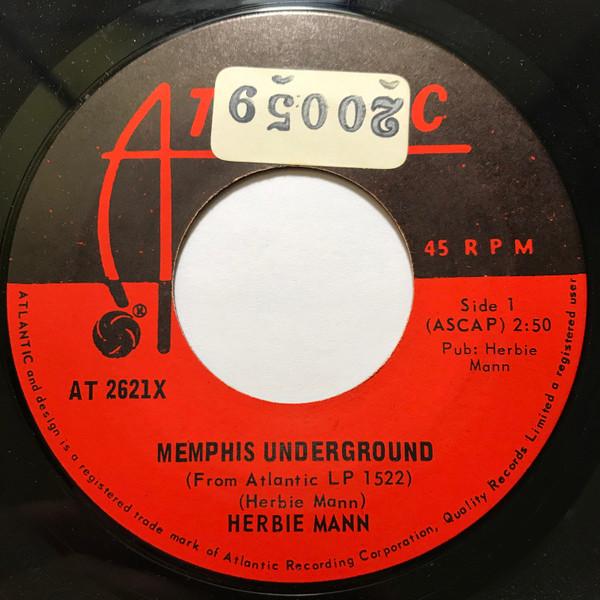 20059
AT C
45 RPM
Side 1
(ASCAP) 2:50
Pub: Herbie
Mann
®
AT 2621X
MEMPHIS UNDERGROUND
(From Atlantic LP 1522)
(Herbie Mann)
HERBIE MANN
ATLANTIC and design is a registered trade mark of Atlantic Recording Corporation, Quality Records Limited a registered user